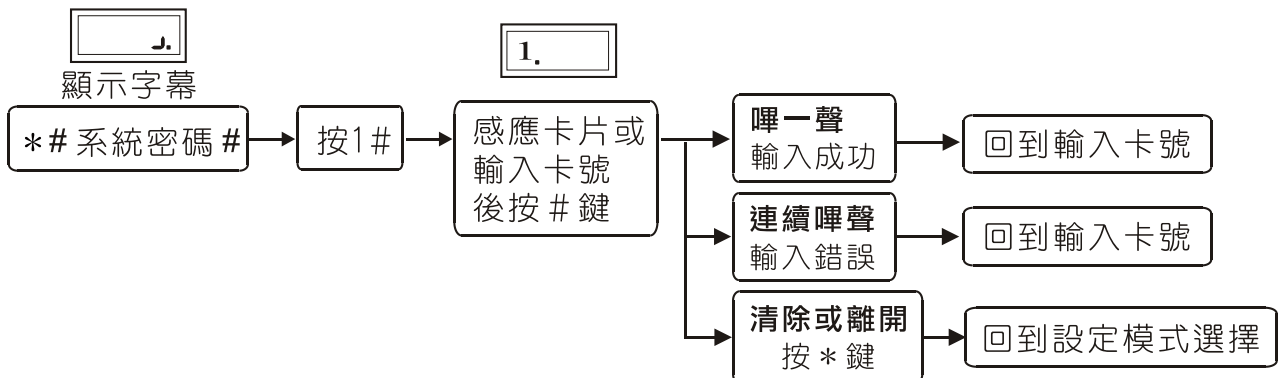 顯示字幕
*#系統密碼#
按1#
1.
感應卡片或
輸入卡號
後按#鍵
嗶一聲
輸入成功
回到輸入卡號
連續嗶聲
輸入錯誤
回到輸入卡號
清除或離開
按*鍵
回到設定模式選擇